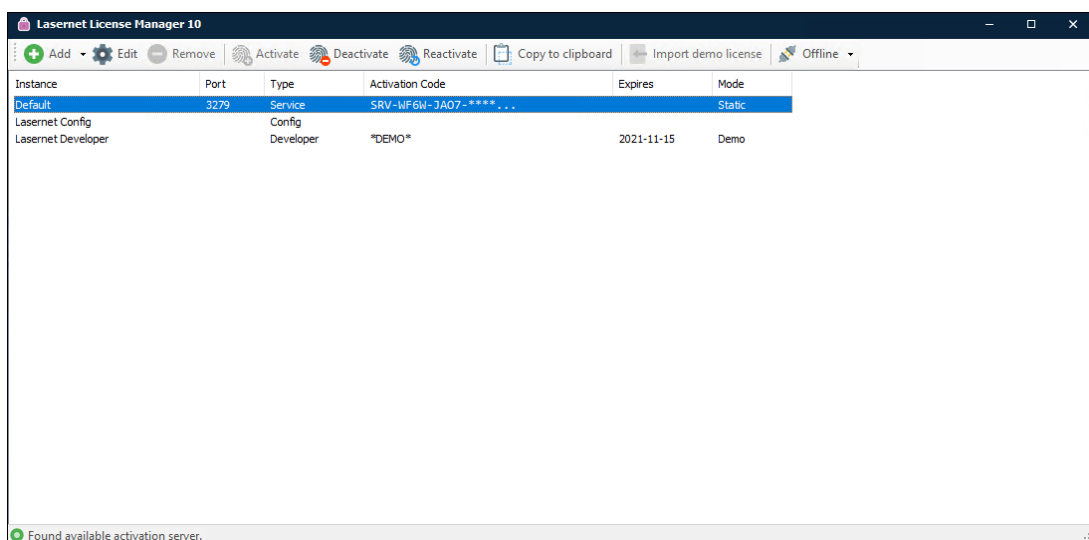 Lasernet License Manager 10
Add Edit Remove Activate Deactivate Reactivate Copy to clipboard Import demo license Offline
Instance Port Type Activation Code Expires Mode
Default 3279 Service SRV-WF6W-JAO7-****... Static
Lasernet Config Config
Lasernet Developer Developer *DEMO* 2021-11-15 Demo
Found available activation server.